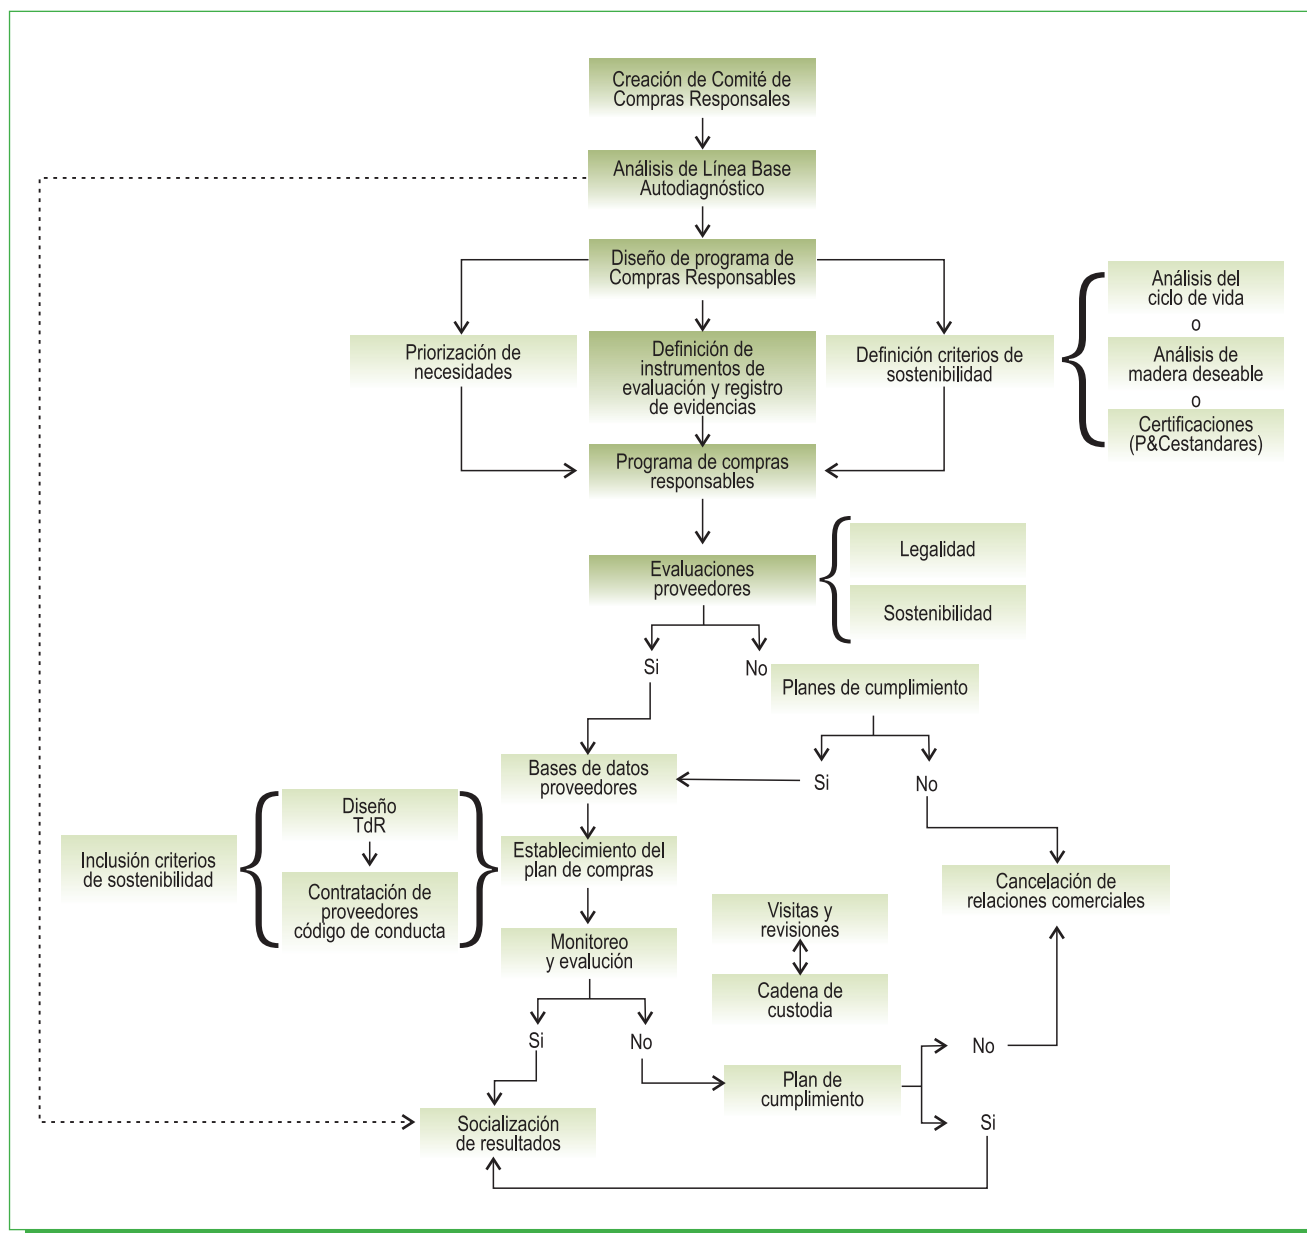 Creación de Comité de
Compras Responsales
Análisis de Línea Base
Autodiagnóstico
Diseño de programa de
Compras Responsables
Priorización de
necesidades
Definición de
instrumentos de
evaluación y registro
de evidencias
Definición criterios de
sostenibilidad
Análisis del
ciclo de vida
o
Análisis de
madera deseable
o
Certificaciones
(P&Cestandares)
Programa de compras
responsables
Evaluaciones
proveedores
Legalidad
Sostenibilidad
Si
No
Planes de cumplimiento
Si
No
Bases de datos
proveedores
Diseño
TdR
Inclusión criterios
de sostenibilidad
Contratación de
proveedores
código de conducta
Establecimiento del
plan de compras
Cancelación de
relaciones comerciales
Visitas y
revisiones
Monitoreo
y evalución
Cadena de
custodia
Si
No
No
Plan de
cumplimiento
Si
Socialización
de resultados